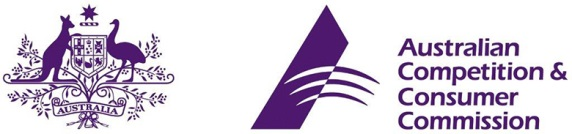 AUSTRALIA
Australian
Competition &
Consumer
Commission